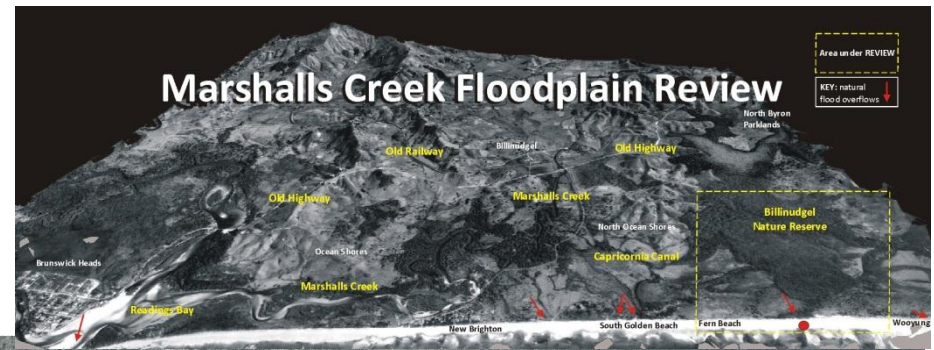 Marshalls Creek Floodplain Review
Area under REVIEW
KEY: natural
flood overflows
North Byron
Parklands
Old Railway
Billinudgel
Old Highway
Old Highway
Marshalls Creek
Billinudgel
Nature Reserve
North Ocean Shores
Ocean Shores
Capricornia Canal
Brunswick Heads
Marshalls Creek
Readings Bay
New Brighton
South Golden Beach
Fern Beach
Wooyung